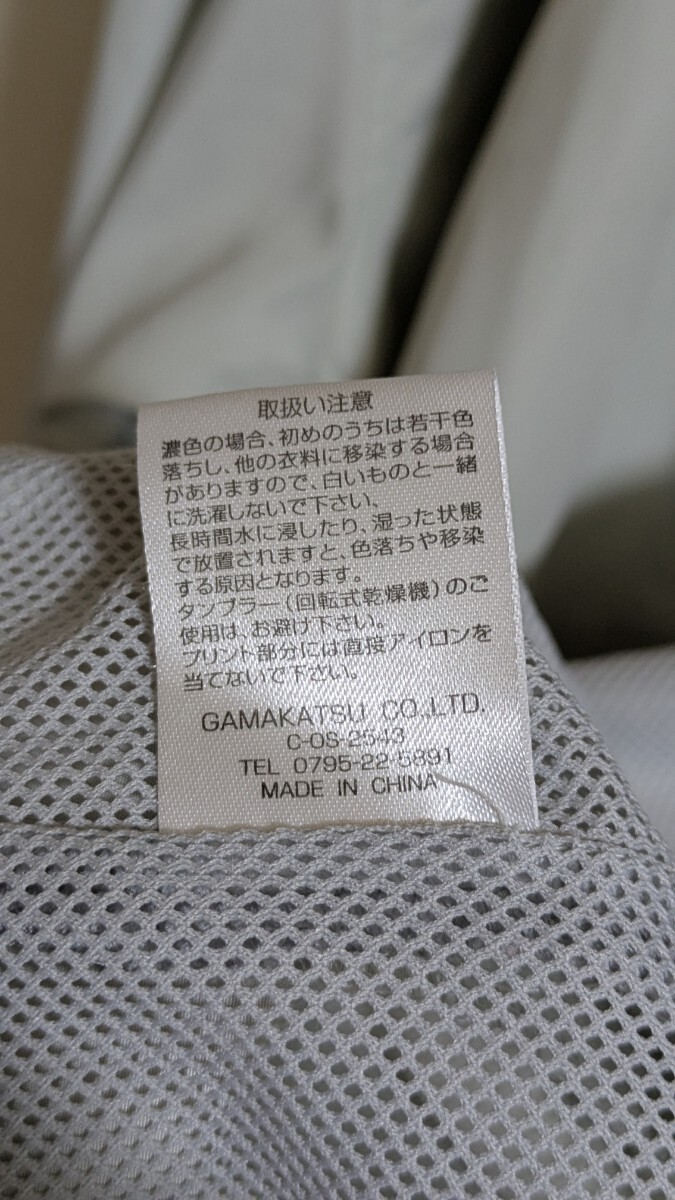 取扱い注意
濃色の場合、初めのうちは若干色
落ちし、他の衣料に移染する場合
がありますので、白いものと一緒
に洗濯しないで下さい。
長時間水に浸したり、湿った状態
で放置されますと、色落ちや移染
する原因となります。
タンブラー(回転式乾燥機)のご
使用は、お避け下さい。
プリント部分には直接アイロンを
当てないで下さい。
GAMAKATSU CO.,LTD.
C-OS-2543
TEL 0795-22-5891
MADE IN CHINA